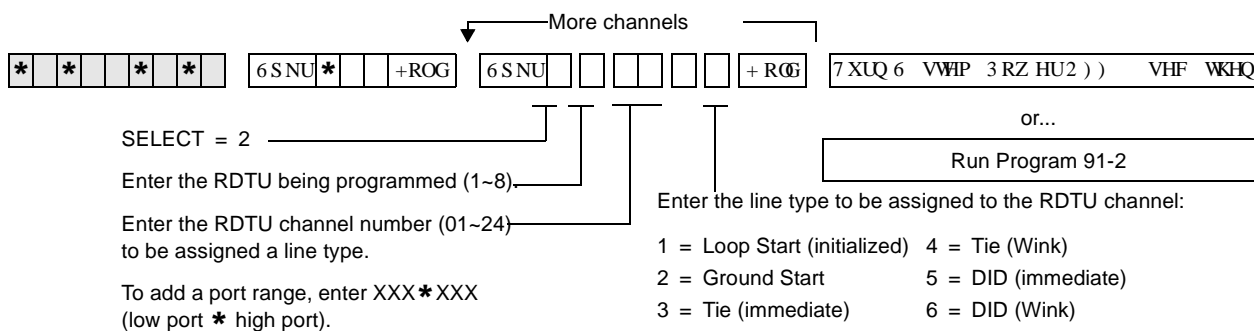 More channels
* * * *
6SNU * +ROG 6SNU +ROG 7XUQ 6 VWHP 3RZ HU2 ) ) VHF WKHQ
or...
SELECT = 2
Run Program 91-2
Enter the RDTU being programmed (1~8).
Enter the line type to be assigned to the RDTU channel:
Enter the RDTU channel number (01~24)
to be assigned a line type.
1 = Loop Start (initialized) 4 = Tie (Wink)
2 = Ground Start 5 = DID (immediate)
3 = Tie (immediate) 6 = DID (Wink)
To add a port range, enter XXX*XXX
(low port * high port).